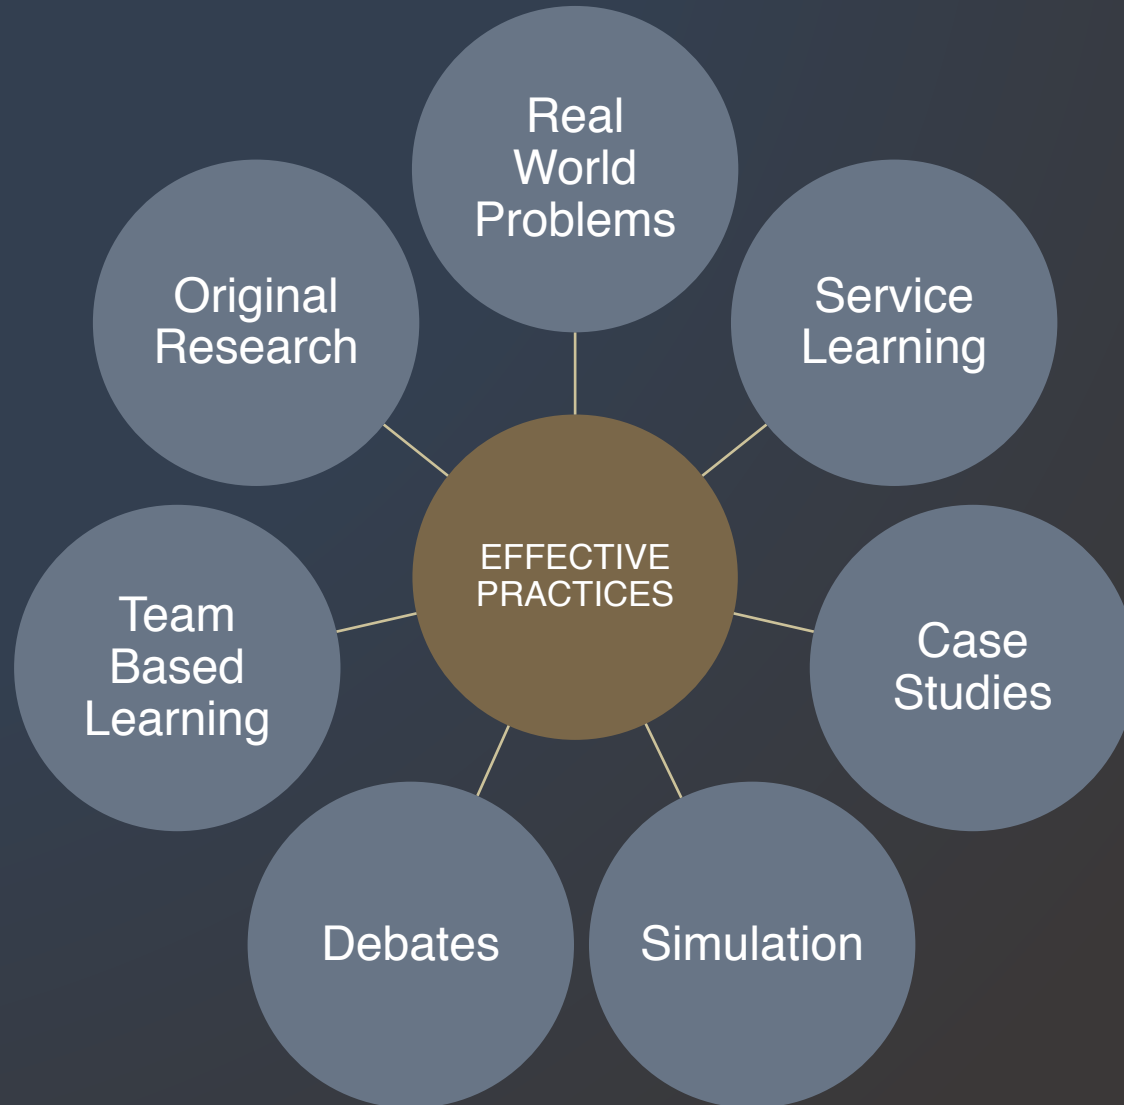 Real
World
Problems
Service
Learning
Case
Studies
Simulation
Debates
Team
Based
Learning
Original
Research
EFFECTIVE
PRACTICES